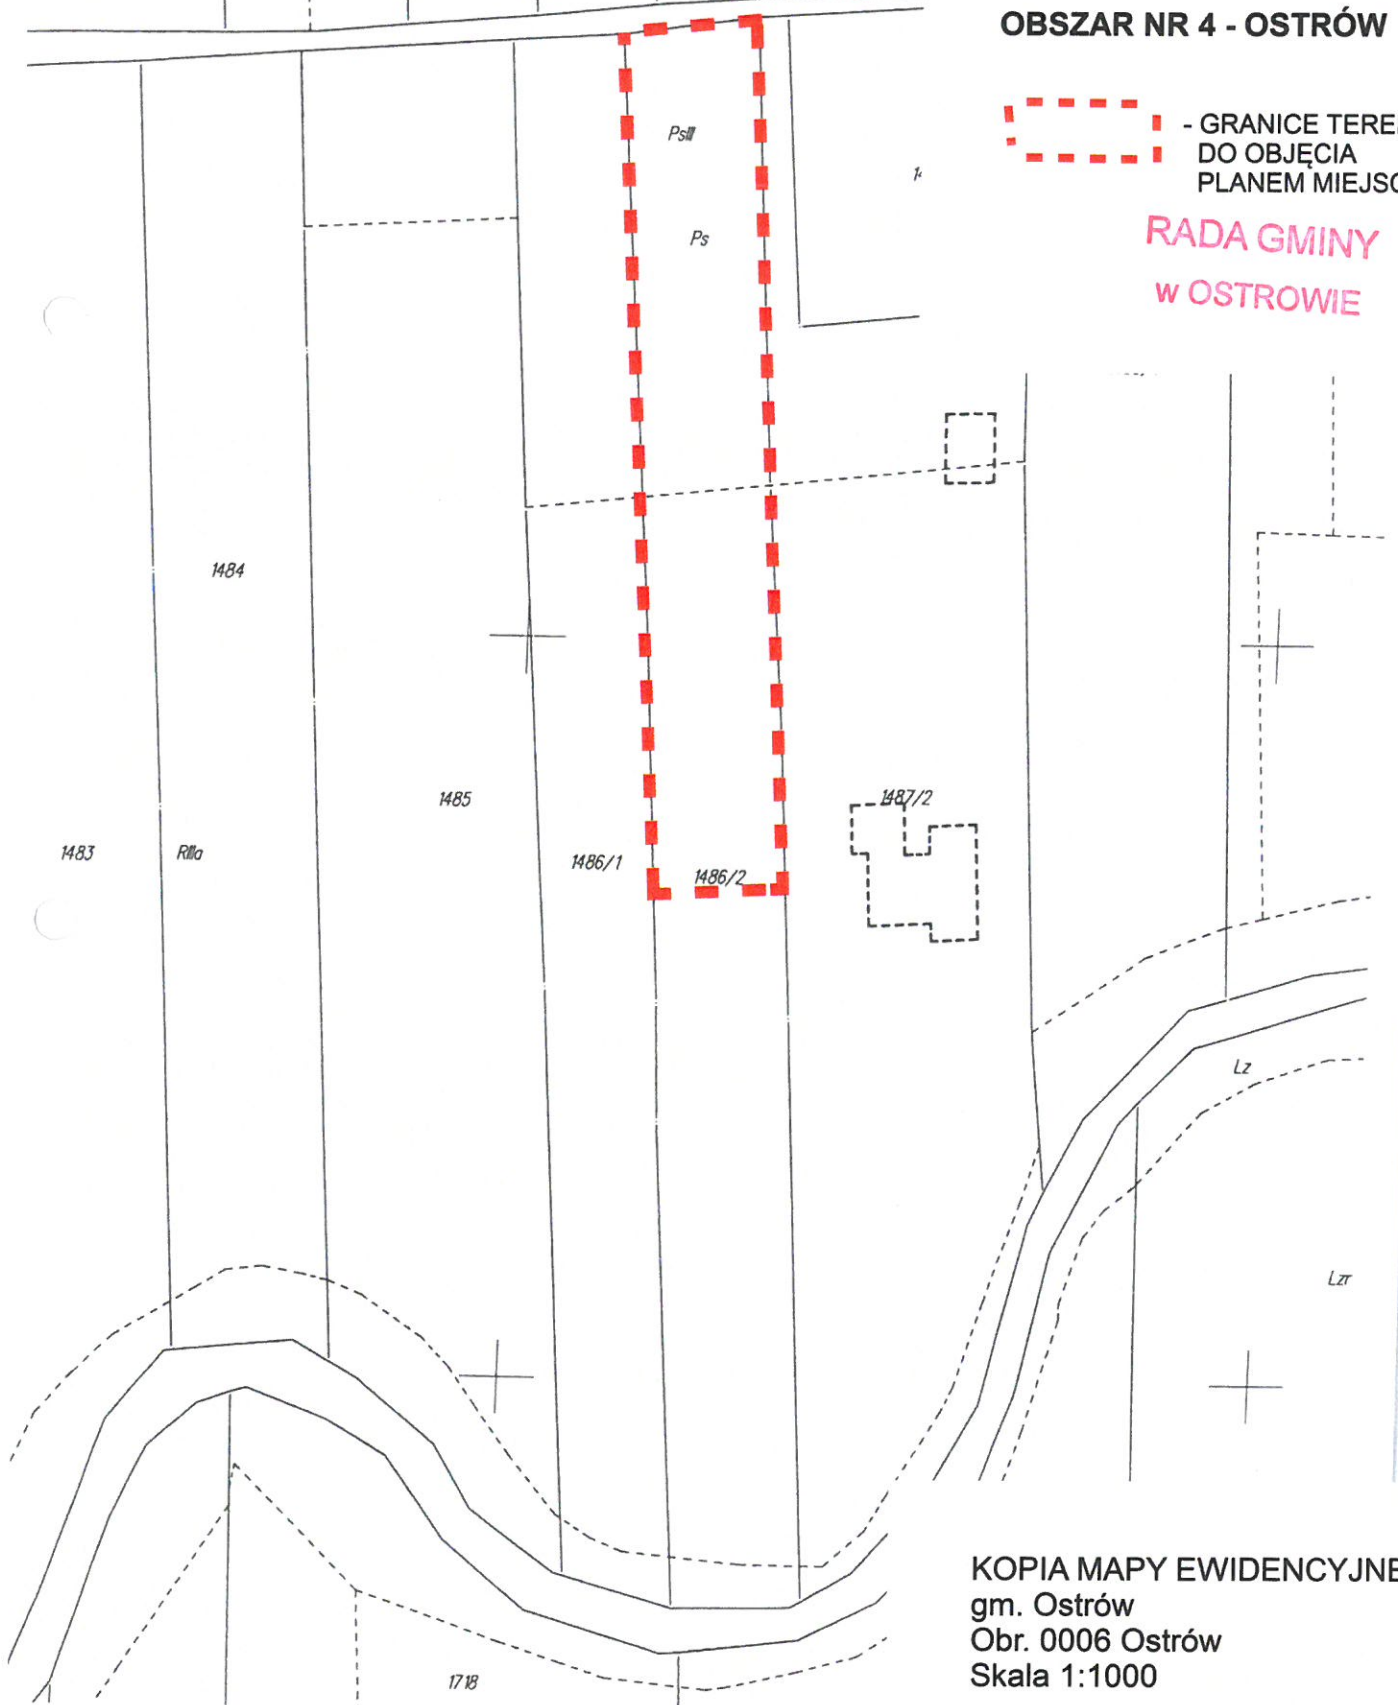 OBSZAR NR 4 - OSTRÓW
- GRANICE TERE
DO OBJĘCIA
PLANEM MIEJSC
RADA GMINY
w OSTROWIE
PsIII
Ps
1484
1485
1483
RIIIa
1486/1
1486/2
1487/2
Lz
Lzr
1718
KOPIA MAPY EWIDENCYJNE
gm. Ostrów
Obr. 0006 Ostrów
Skala 1:1000